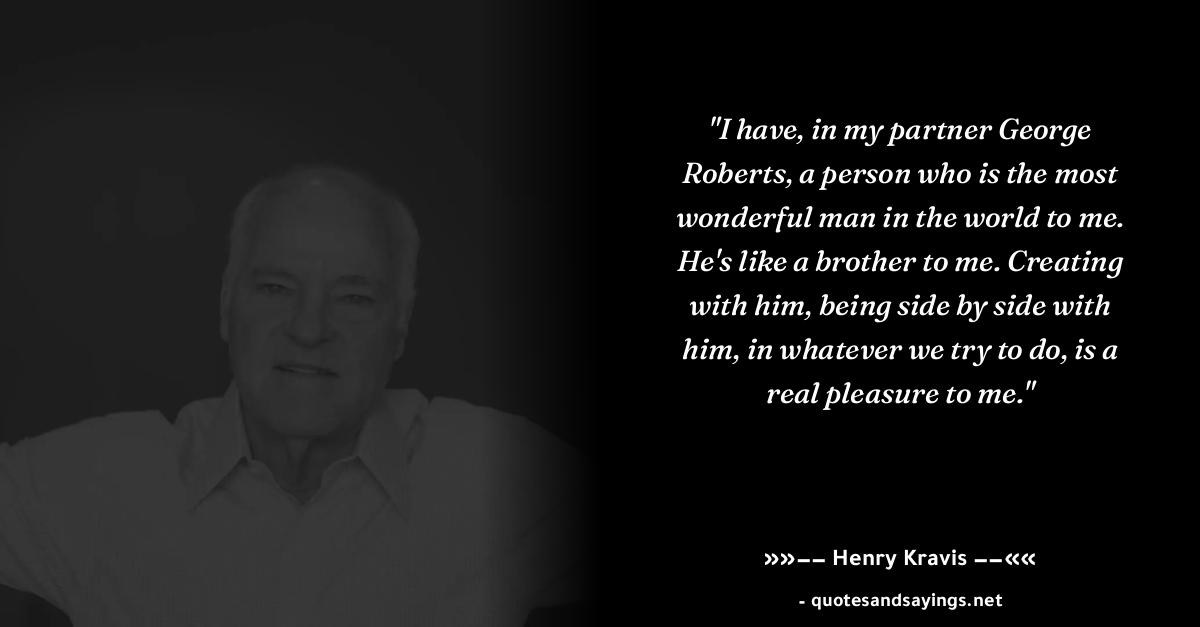 "I have, in my partner George
Roberts, a person who is the most
wonderful man in the world to me.
He's like a brother to me. Creating
with him, being side by side with
him, in whatever we try to do, is a
real pleasure to me."
»»−− Henry Kravis −−««
- quotesandsayings.net